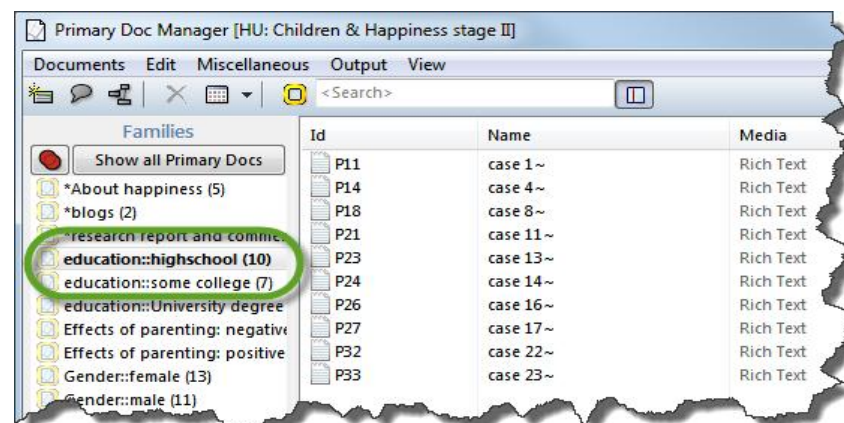 Primary Doc Manager [HU: Children & Happiness stage II]
Documents Edit Miscellaneous Output View
<Search>
Families
Show all Primary Docs
*About happiness (5)
*blogs (2)
*research report and comme
education::highschool (10)
education::some college (7)
education::University degree
Effects of parenting: negative
Effects of parenting: positive
Gender::female (13)
Gender::male (11)
Id Name Media
P11 case 1~ Rich Text
P14 case 4~ Rich Text
P18 case 8~ Rich Text
P21 case 11~ Rich Text
P23 case 13~ Rich Text
P24 case 14~ Rich Text
P26 case 16~ Rich Text
P27 case 17~ Rich Text
P32 case 22~ Rich Text
P33 case 23~ Rich Text